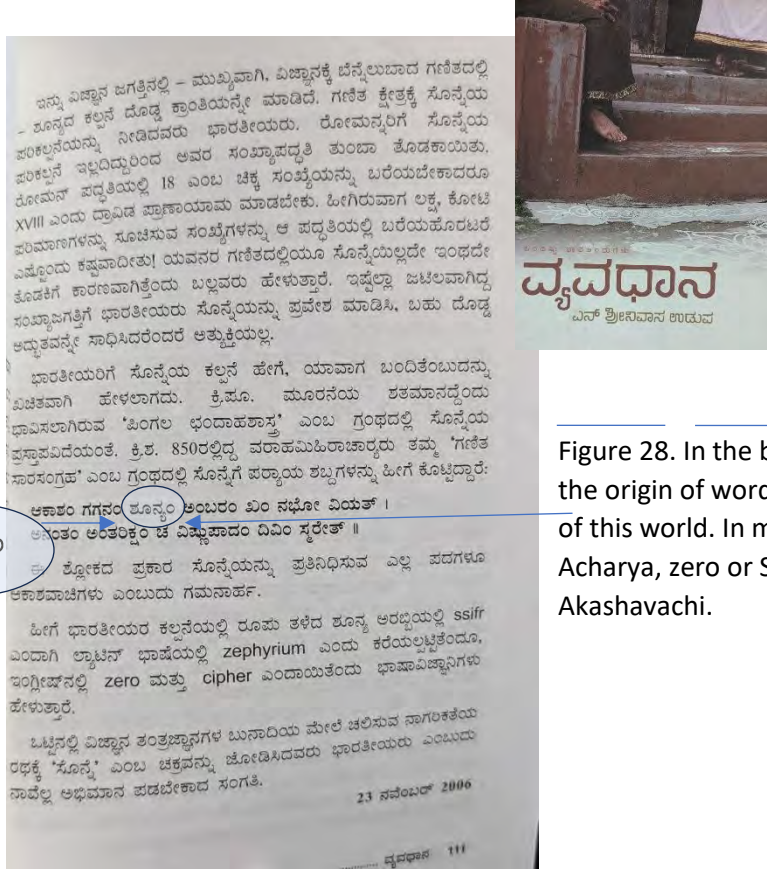 ಇನ್ನು ವಿಜ್ಞಾನ ಜಗತ್ತಿನಲ್ಲಿ – ಮುಖ್ಯವಾಗಿ, ವಿಜ್ಞಾನಕ್ಕೆ ಬೆನ್ನೆಲುಬಾದ ಗಣಿತದಲ್ಲಿ
– ಶೂನ್ಯದ ಕಲ್ಪನೆ ದೊಡ್ಡ ಕ್ರಾಂತಿಯನ್ನೇ ಮಾಡಿದೆ. ಗಣಿತ ಕ್ಷೇತ್ರಕ್ಕೆ ಸೊನ್ನೆಯ
ಪರಿಕಲ್ಪನೆಯನ್ನು ನೀಡಿದವರು ಭಾರತೀಯರು. ರೋಮನ್ನರಿಗೆ ಸೊನ್ನೆಯ
ಪರಿಕಲ್ಪನೆ ಇಲ್ಲದಿದ್ದುರಿಂದ ಅವರ ಸಂಖ್ಯಾಪದ್ಧತಿ ತುಂಬಾ ತೊಡಕಾಯಿತು.
ರೋಮನ್ ಪದ್ಧತಿಯಲ್ಲಿ 18 ಎಂಬ ಚಿಕ್ಕ ಸಂಖ್ಯೆಯನ್ನು ಬರೆಯಬೇಕಾದರೂ
XVIII ಎಂದು ದ್ರಾವಿಡ ಪ್ರಾಣಾಯಾಮ ಮಾಡಬೇಕು. ಹೀಗಿರುವಾಗ ಲಕ್ಷ, ಕೋಟಿ
ಪರಿಮಾಣಗಳನ್ನು ಸೂಚಿಸುವ ಸಂಖ್ಯೆಗಳನ್ನು ಆ ಪದ್ಧತಿಯಲ್ಲಿ ಬರೆಯಹೊರಟರೆ
ಎಷ್ಟೊಂದು ಕಷ್ಟವಾದೀತು! ಯವನರ ಗಣಿತದಲ್ಲಿಯೂ ಸೊನ್ನೆಯಿಲ್ಲದೇ ಇಂಥದೇ
ತೊಡಕಿಗೆ ಕಾರಣವಾಗಿತ್ತೆಂದು ಬಲ್ಲವರು ಹೇಳುತ್ತಾರೆ. ಇಷ್ಟೆಲ್ಲಾ ಜಟಿಲವಾಗಿದ್ದ
ಸಂಖ್ಯಾಜಗತ್ತಿಗೆ ಭಾರತೀಯರು ಸೊನ್ನೆಯನ್ನು ಪ್ರವೇಶ ಮಾಡಿಸಿ, ಬಹು ದೊಡ್ಡ
ಅದ್ಭುತವನ್ನೇ ಸಾಧಿಸಿದರೆಂದರೆ ಅತ್ಯುಕ್ತಿಯಲ್ಲ.
ಭಾರತೀಯರಿಗೆ ಸೊನ್ನೆಯ ಕಲ್ಪನೆ ಹೇಗೆ, ಯಾವಾಗ ಬಂದಿತೆಂಬುದನ್ನು
ಖಚಿತವಾಗಿ ಹೇಳಲಾಗದು. ಕ್ರಿ.ಪೂ. ಮೂರನೆಯ ಶತಮಾನದ್ದೆಂದು
ಭಾವಿಸಲಾಗಿರುವ 'ಪಿಂಗಲ ಛಂದಾಹಶಾಸ್ತ್ರ' ಎಂಬ ಗ್ರಂಥದಲ್ಲಿ ಸೊನ್ನೆಯ
ಪ್ರಸ್ತಾಪವಿದೆಯಂತೆ. ಕ್ರಿ.ಶ. 850ರಲ್ಲಿದ್ದ ವರಾಹಮಿಹಿರಾಚಾರ್‍ಯರು ತಮ್ಮ 'ಗಣಿತ
ಸಾರಸಂಗ್ರಹ' ಎಂಬ ಗ್ರಂಥದಲ್ಲಿ ಸೊನ್ನೆಗೆ ಪರ್‍ಯಾಯ ಶಬ್ದಗಳನ್ನು ಹೀಗೆ ಕೊಟ್ಟಿದ್ದಾರೆ:
ಆಕಾಶಂ ಗಗನಂ ಶೂನ್ಯಂ ಅಂಬರಂ ಖಂ ನಭೋ ವಿಯತ್ ।
ಅನಂತಂ ಅಂತರಿಕ್ಷಂ ಚ ವಿಷ್ಣುಪಾದಂ ದಿವಿಂ ಸ್ಮರೇತ್ ॥
ಈ ಶ್ಲೋಕದ ಪ್ರಕಾರ ಸೊನ್ನೆಯನ್ನು ಪ್ರತಿನಿಧಿಸುವ ಎಲ್ಲ ಪದಗಳೂ
ಆಕಾಶವಾಚಿಗಳು ಎಂಬುದು ಗಮನಾರ್ಹ.
ಹೀಗೆ ಭಾರತೀಯರ ಕಲ್ಪನೆಯಲ್ಲಿ ರೂಪು ತಳೆದ ಶೂನ್ಯ ಅರಬ್ಬಿಯಲ್ಲಿ ssifr
ಎಂದಾಗಿ ಲ್ಯಾಟಿನ್ ಭಾಷೆಯಲ್ಲಿ zephyrium ಎಂದು ಕರೆಯಲ್ಪಟ್ಟಿತೆಂದೂ,
ಇಂಗ್ಲೀಷ್‌ನಲ್ಲಿ zero ಮತ್ತು cipher ಎಂದಾಯಿತೆಂದು ಭಾಷಾವಿಜ್ಞಾನಿಗಳು
ಹೇಳುತ್ತಾರೆ.
ಒಟ್ಟಿನಲ್ಲಿ ವಿಜ್ಞಾನ ತಂತ್ರಜ್ಞಾನಗಳ ಬುನಾದಿಯ ಮೇಲೆ ಚಲಿಸುವ ನಾಗರಿಕತೆಯ
ರಥಕ್ಕೆ 'ಸೊನ್ನೆ' ಎಂಬ ಚಕ್ರವನ್ನು ಜೋಡಿಸಿದವರು ಭಾರತೀಯರು ಎಂಬುದು
ನಾವೆಲ್ಲ ಅಭಿಮಾನ ಪಡಬೇಕಾದ ಸಂಗತಿ.
23 ನವೆಂಬರ್ 2006
ವ್ಯವಧಾನ 111
ವ್ಯವಧಾನ
ಎನ್ ಶ್ರೀನಿವಾಸ ಉಡುಪ
Figure 28. In the b
the origin of word
of this world. In m
Acharya, zero or S
Akashavachi.